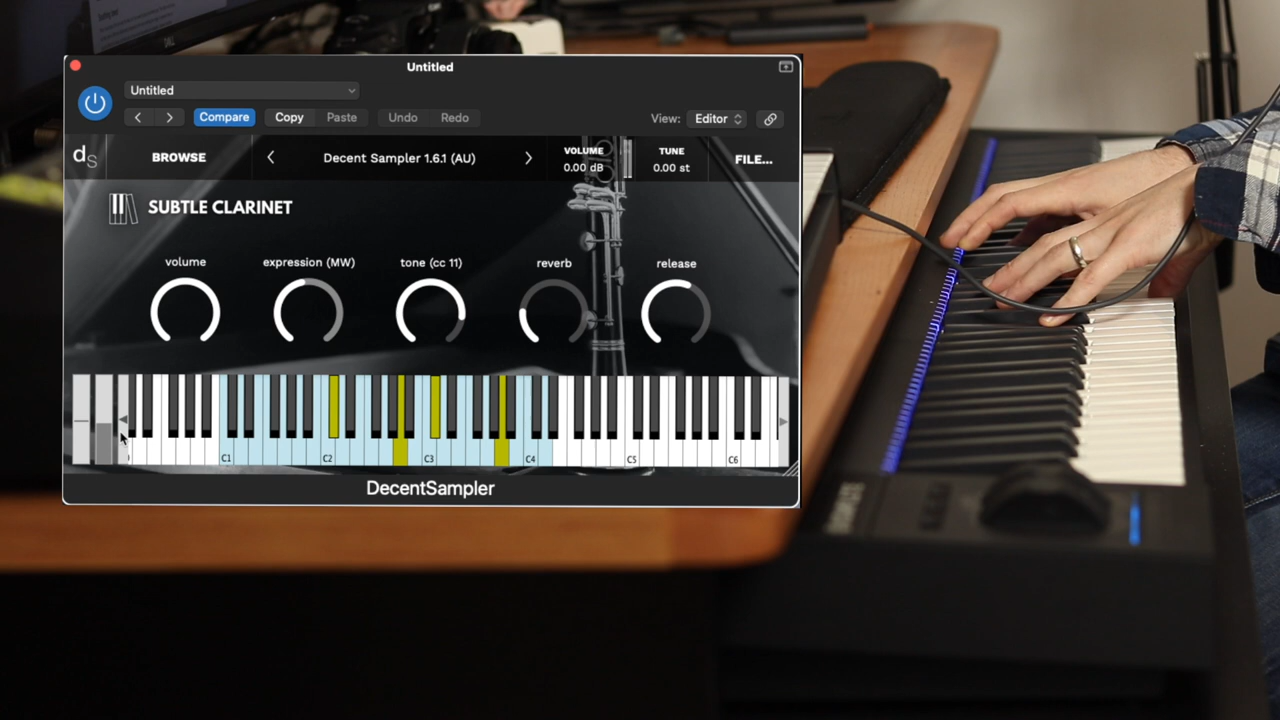 Untitled
Untitled
Compare Copy Paste Undo Redo View: Editor
ds BROWSE Decent Sampler 1.6.1 (AU) VOLUME 0.00 dB TUNE 0.00 st FILE...
SUBTLE CLARINET
volume expression (MW) tone (cc 11) reverb release
C1 C2 C3 C4 C5 C6
DecentSampler